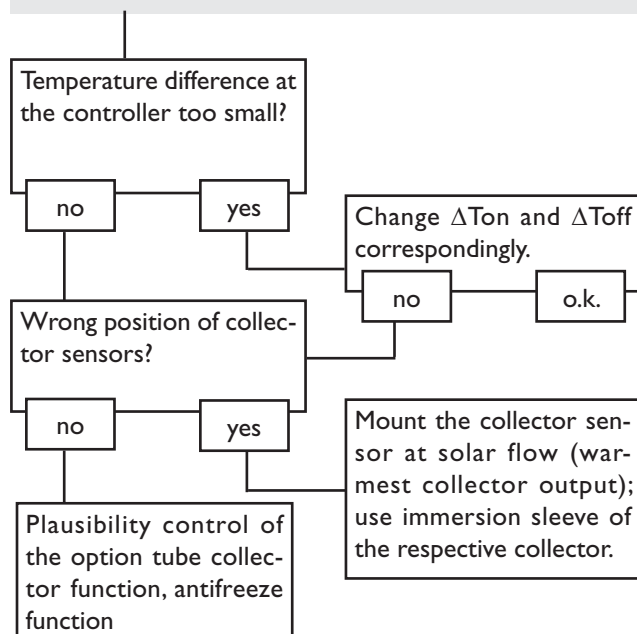 Temperature difference at
the controller too small?
no
yes
Change ΔTon and ΔToff
correspondingly.
no
o.k.
Wrong position of collec-
tor sensors?
no
yes
Mount the collector sen-
sor at solar flow (war-
mest collector output);
use immersion sleeve of
the respective collector.
Plausibility control of
the option tube collec-
tor function, antifreeze
function